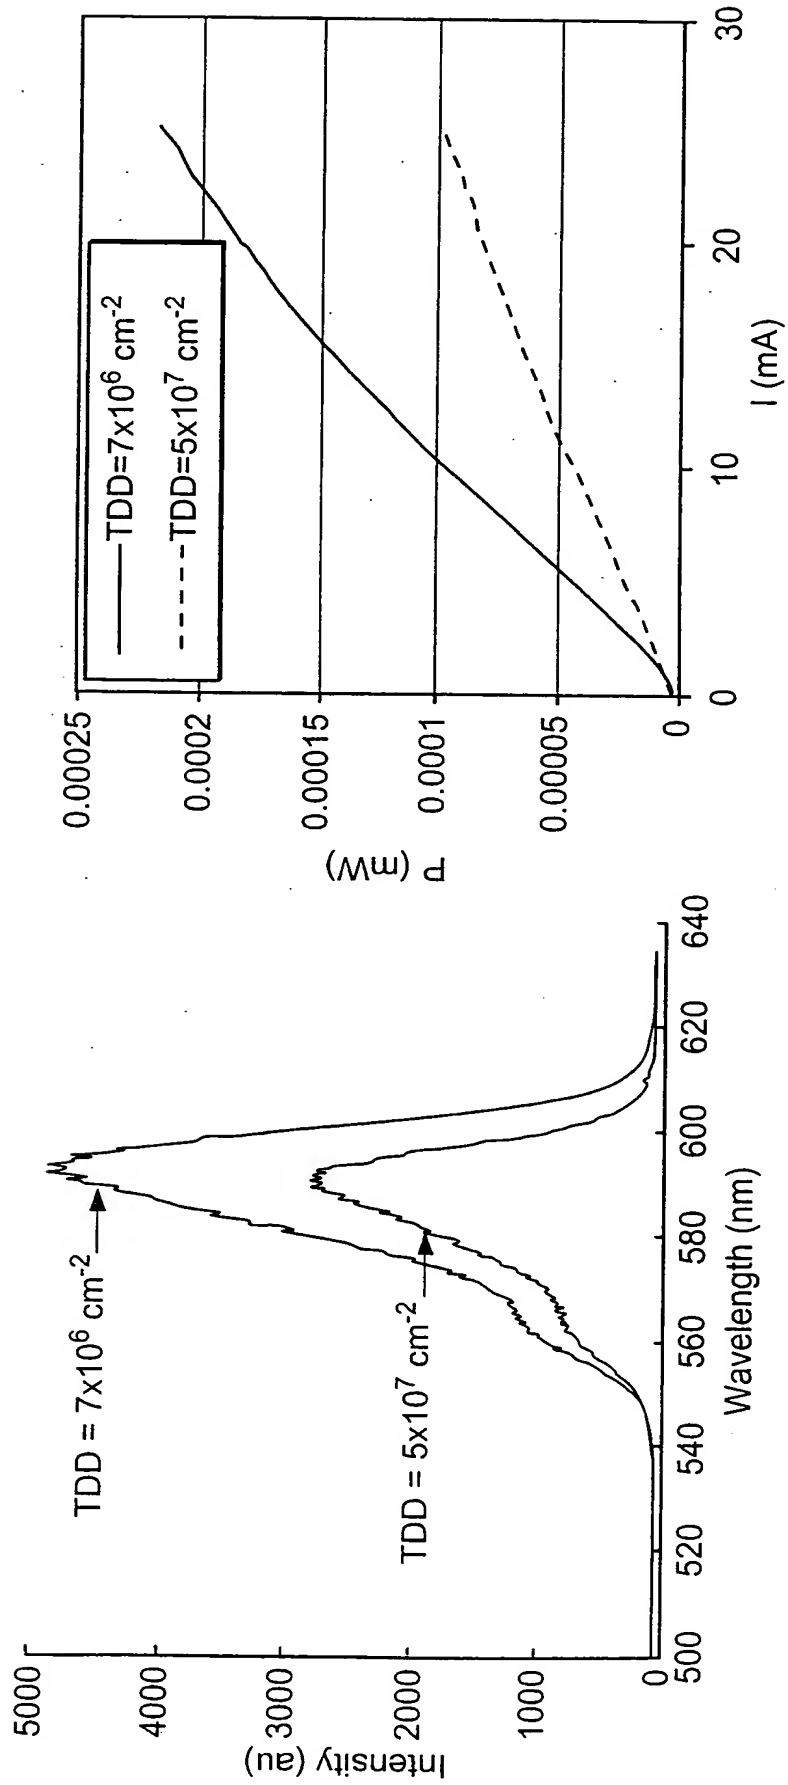 5000
4000
3000
2000
1000
0
Intensity (au)
TDD = 7x10⁶ cm⁻²
TDD = 5x10⁷ cm⁻²
500 520 540 560 580 600 620 640
Wavelength (nm)
0.00025
0.0002
0.00015
0.0001
0.00005
0
P (mW)
TDD=7x10⁶ cm⁻²
TDD=5x10⁷ cm⁻²
0 10 20 30
I (mA)